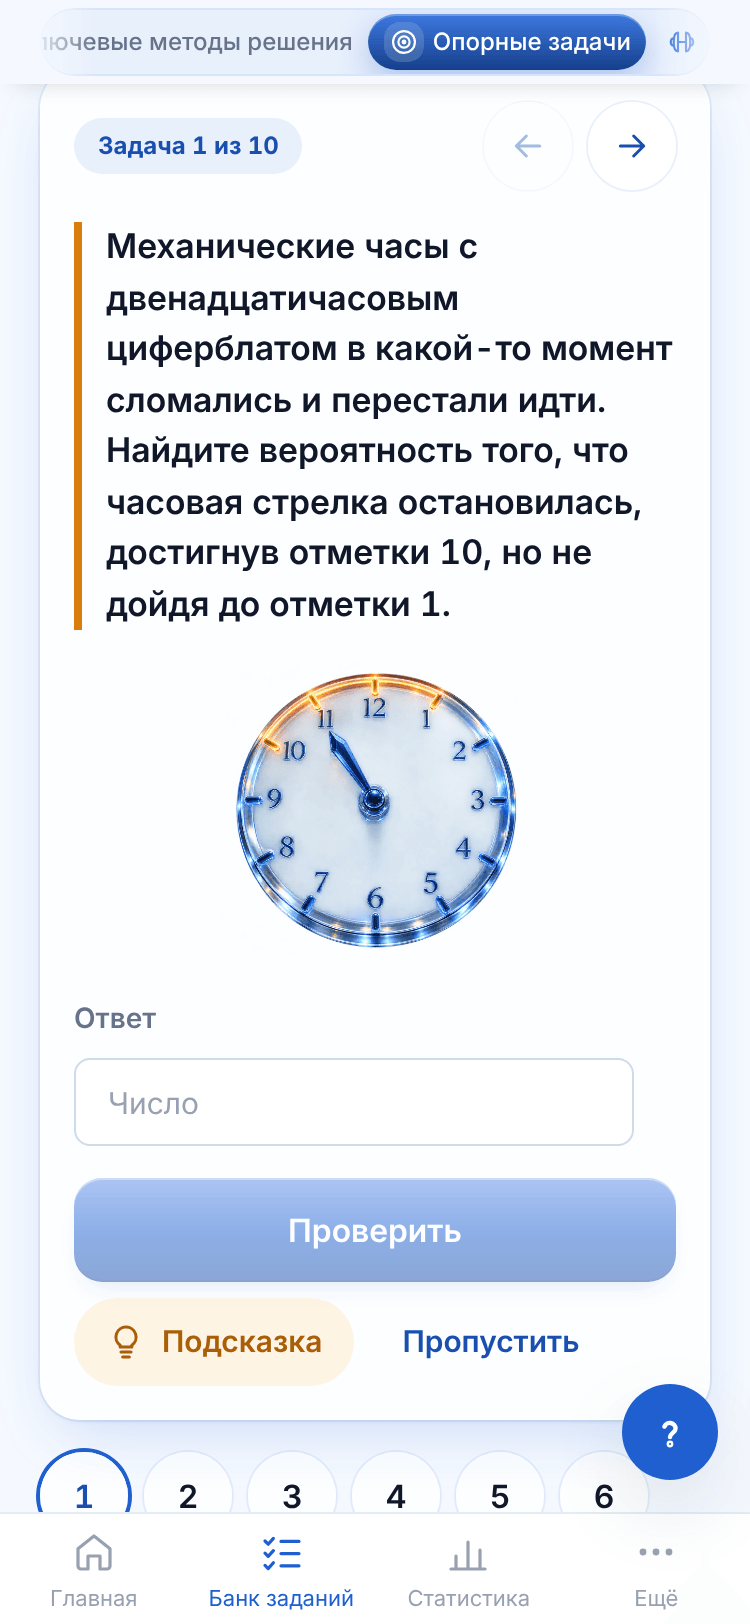 лючевые методы решения
Опорные задачи
Задача 1 из 10
Механические часы с
двенадцатичасовым
циферблатом в какой-то момент
сломались и перестали идти.
Найдите вероятность того, что
часовая стрелка остановилась,
достигнув отметки 10, но не
дойдя до отметки 1.
12
11
1
10
2
9
3
8
4
7
5
6
Ответ
Число
Проверить
Подсказка
Пропустить
?
1
2
3
4
5
6
Главная
Банк заданий
Статистика
Ещё